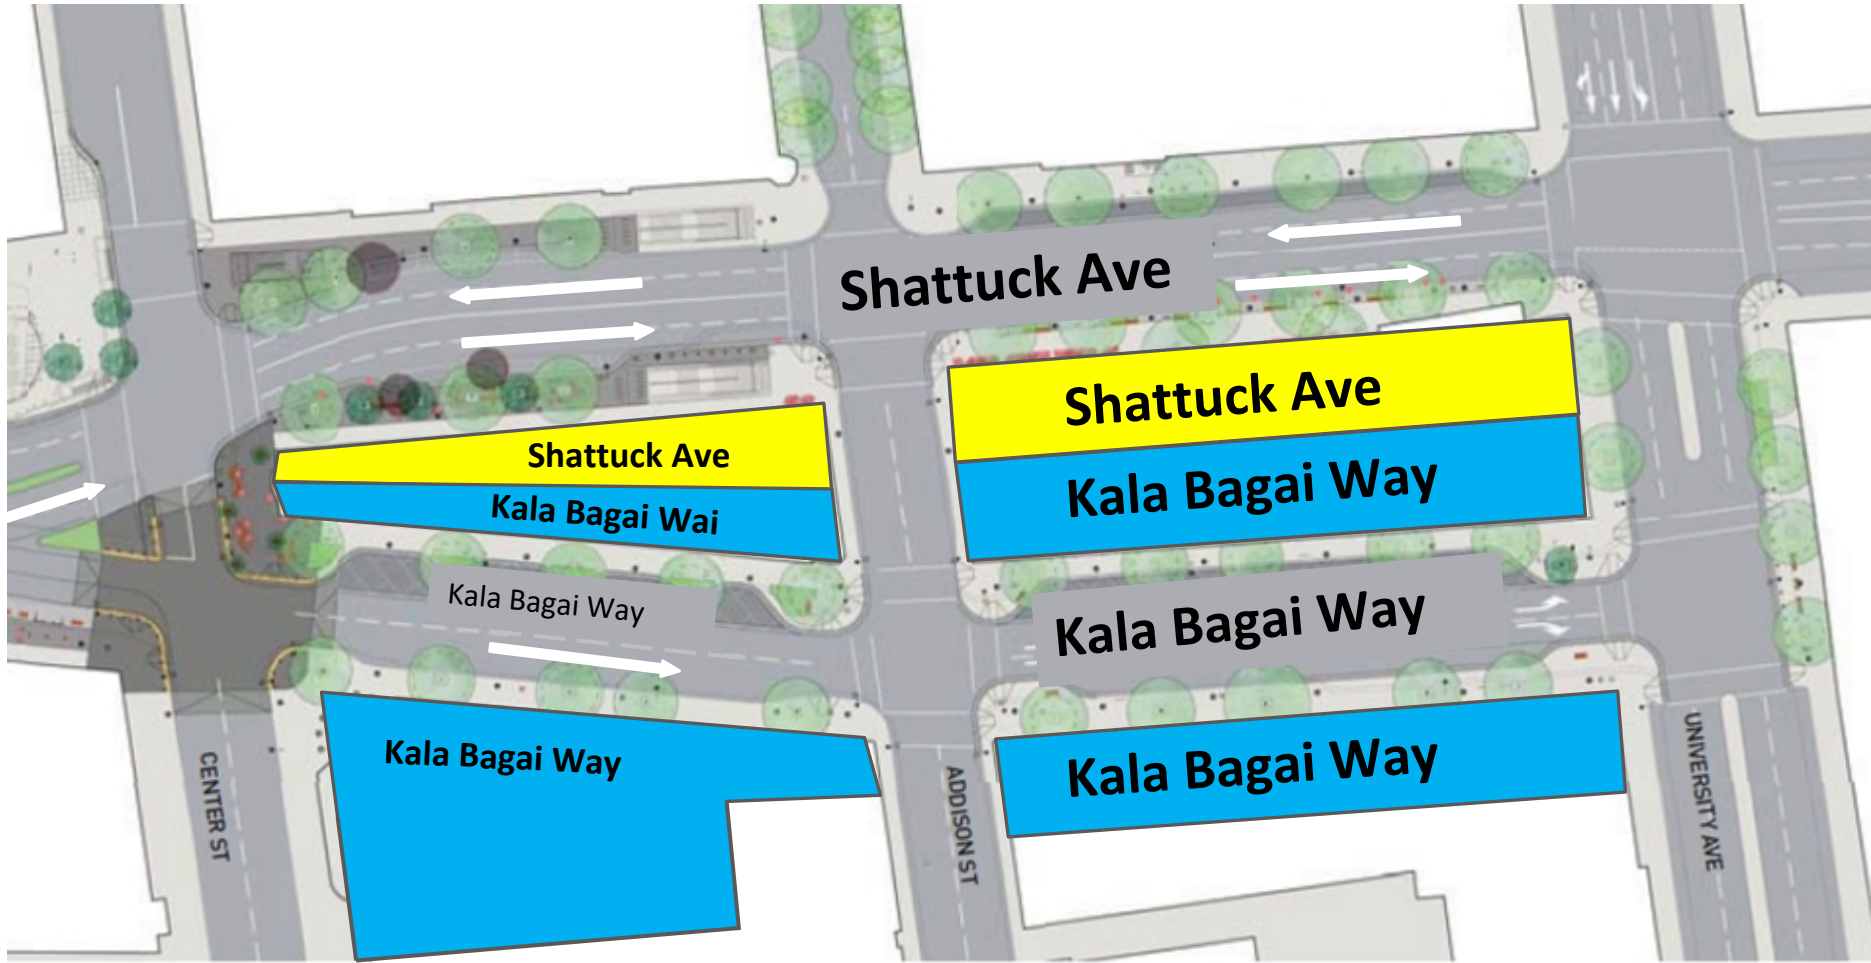 Shattuck Ave
Shattuck Ave
Kala Bagai Way
Shattuck Ave
Kala Bagai Wai
Kala Bagai Way
Kala Bagai Way
Kala Bagai Way
Kala Bagai Way
CENTER ST
ADDISON ST
UNIVERSITY AVE